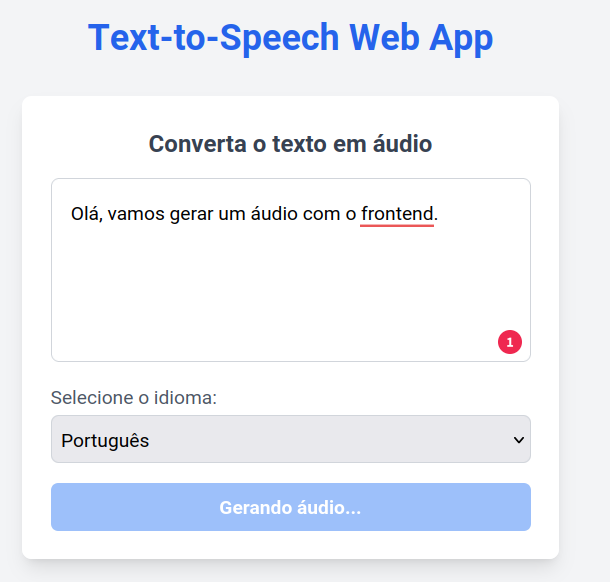 Text-to-Speech Web App
Converta o texto em áudio
Olá, vamos gerar um áudio com o frontend.
1
Selecione o idioma:
Português
Gerando áudio...